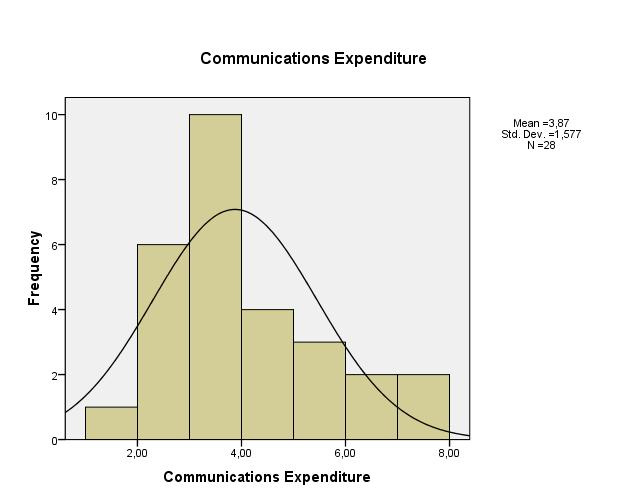 Communications Expenditure
Mean =3,87
Std. Dev. =1,577
N =28
10
8
6
4
2
0
Frequency
2,00 4,00 6,00 8,00
Communications Expenditure